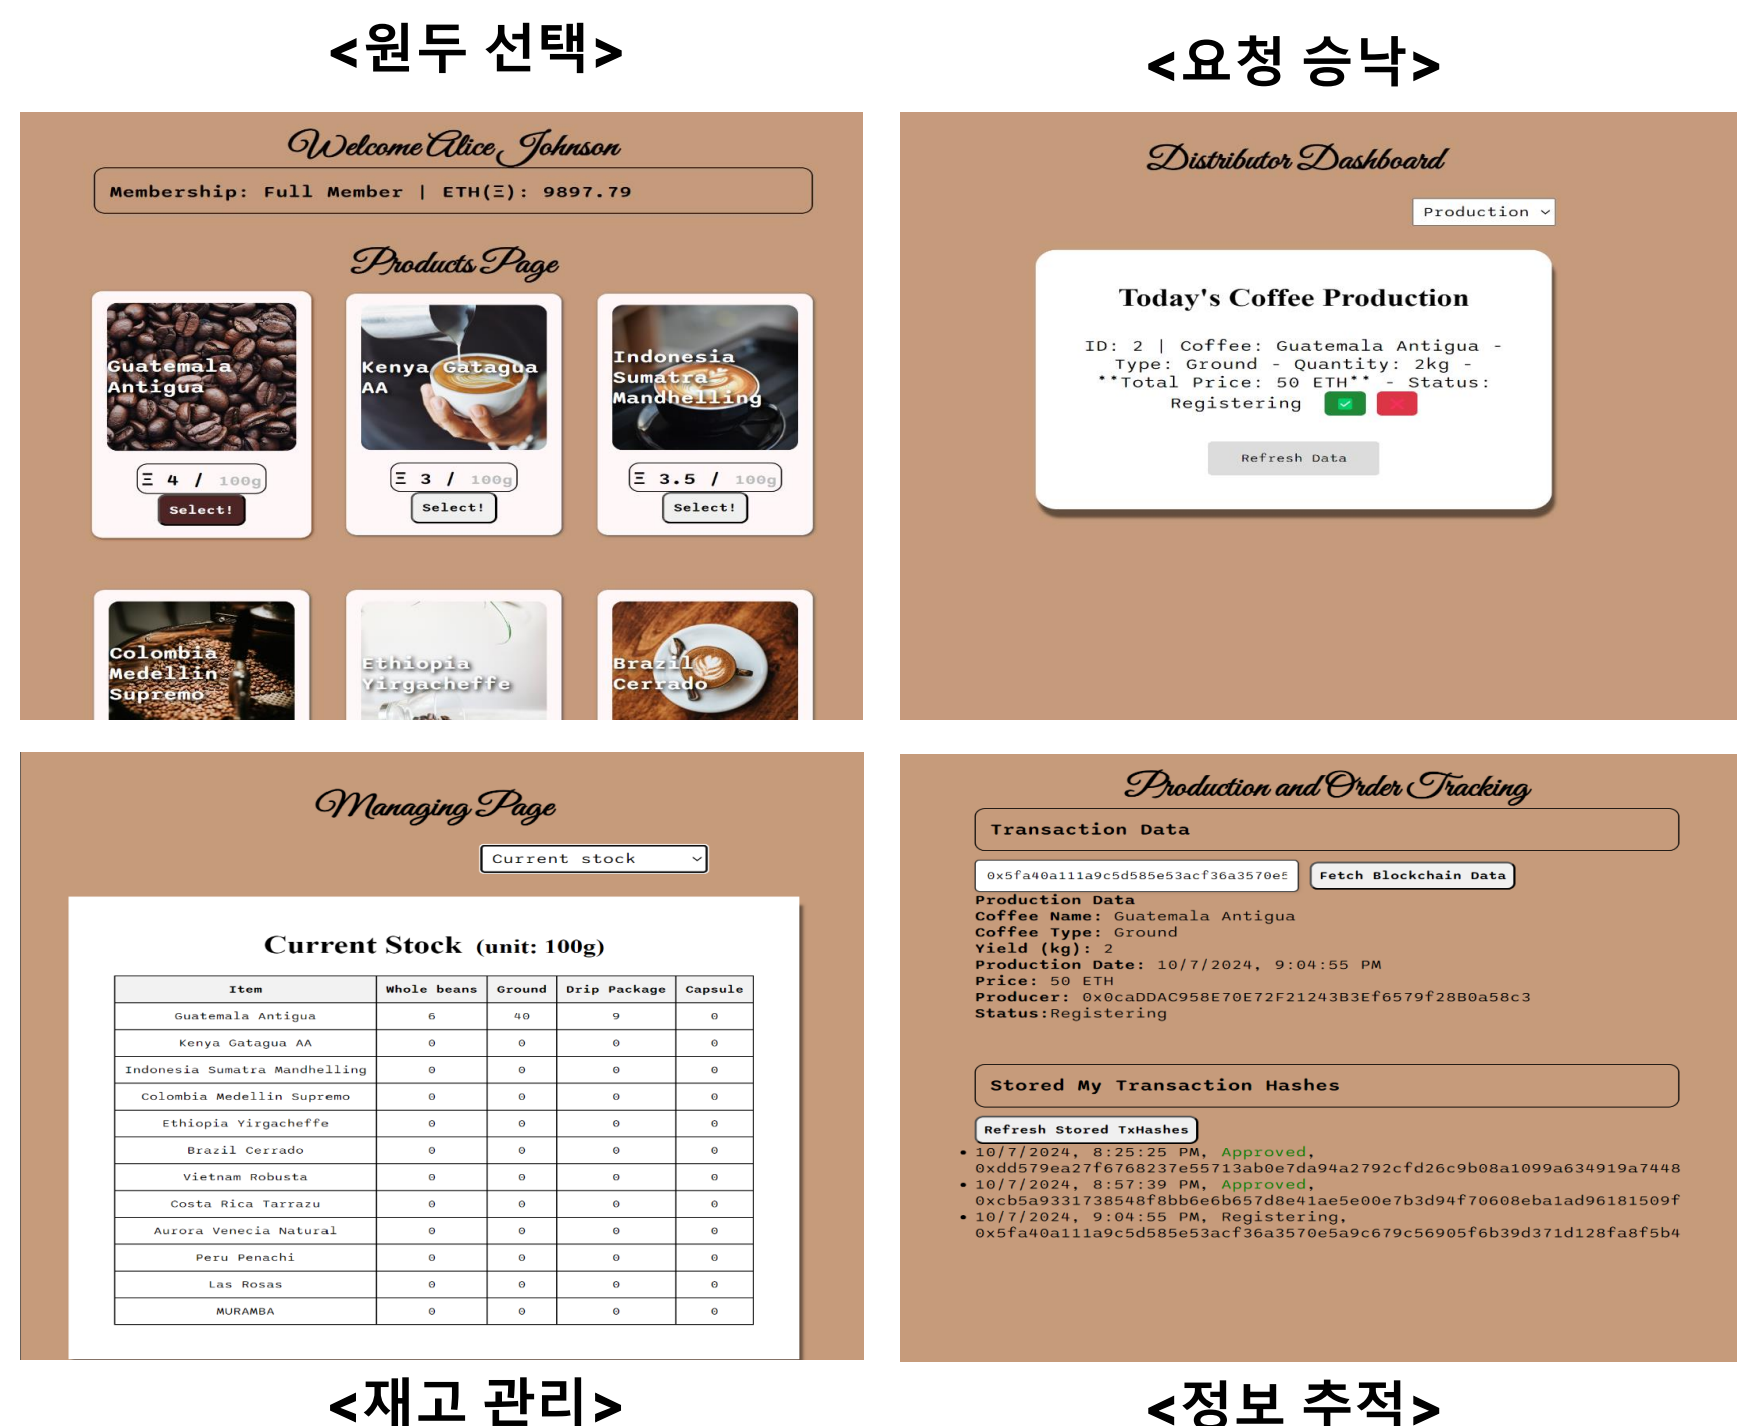 <원두 선택>
Welcome Alice Johnson
Membership: Full Member | ETH(Ξ): 9897.79
Products Page
Guatemala
Antigua
Ξ 4 / 100g
Select!
Kenya Gatagua
AA
Ξ 3 / 100g
Select!
Indonesia
Sumatra
Mandhelling
Ξ 3.5 / 100g
Select!
Colombia
Medellin
Supremo
Ethiopia
Yirgacheffe
Brazil
Cerrado
<요청 승낙>
Distributor Dashboard
Production
Today's Coffee Production
ID: 2 | Coffee: Guatemala Antigua -
Type: Ground - Quantity: 2kg -
**Total Price: 50 ETH** - Status:
Registering
Refresh Data
Managing Page
Current stock
Current Stock (unit: 100g)
Item Whole beans Ground Drip Package Capsule
Guatemala Antigua 6 40 9 0
Kenya Gatagua AA 0 0 0 0
Indonesia Sumatra Mandhelling 0 0 0 0
Colombia Medellin Supremo 0 0 0 0
Ethiopia Yirgacheffe 0 0 0 0
Brazil Cerrado 0 0 0 0
Vietnam Robusta 0 0 0 0
Costa Rica Tarrazu 0 0 0 0
Aurora Venecia Natural 0 0 0 0
Peru Penachi 0 0 0 0
Las Rosas 0 0 0 0
MURAMBA 0 0 0 0
<재고 관리>
Production and Order Tracking
Transaction Data
0x5fa40a111a9c5d585e53acf36a3570e5
Fetch Blockchain Data
Production Data
Coffee Name: Guatemala Antigua
Coffee Type: Ground
Yield (kg): 2
Production Date: 10/7/2024, 9:04:55 PM
Price: 50 ETH
Producer: 0x0caDDAC958E70E72F21243B3Ef6579f28B0a58c3
Status:Registering
Stored My Transaction Hashes
Refresh Stored TxHashes
• 10/7/2024, 8:25:25 PM, Approved,
0xdd579ea27f6768237e55713ab0e7da94a2792cfd26c9b08a1099a634919a7448
• 10/7/2024, 8:57:39 PM, Approved,
0xcb5a9331738548f8bb6e6b657d8e41ae5e00e7b3d94f70608eba1ad96181509f
• 10/7/2024, 9:04:55 PM, Registering,
0x5fa40a111a9c5d585e53acf36a3570e5a9c679c56905f6b39d371d128fa8f5b4
<정보 추적>